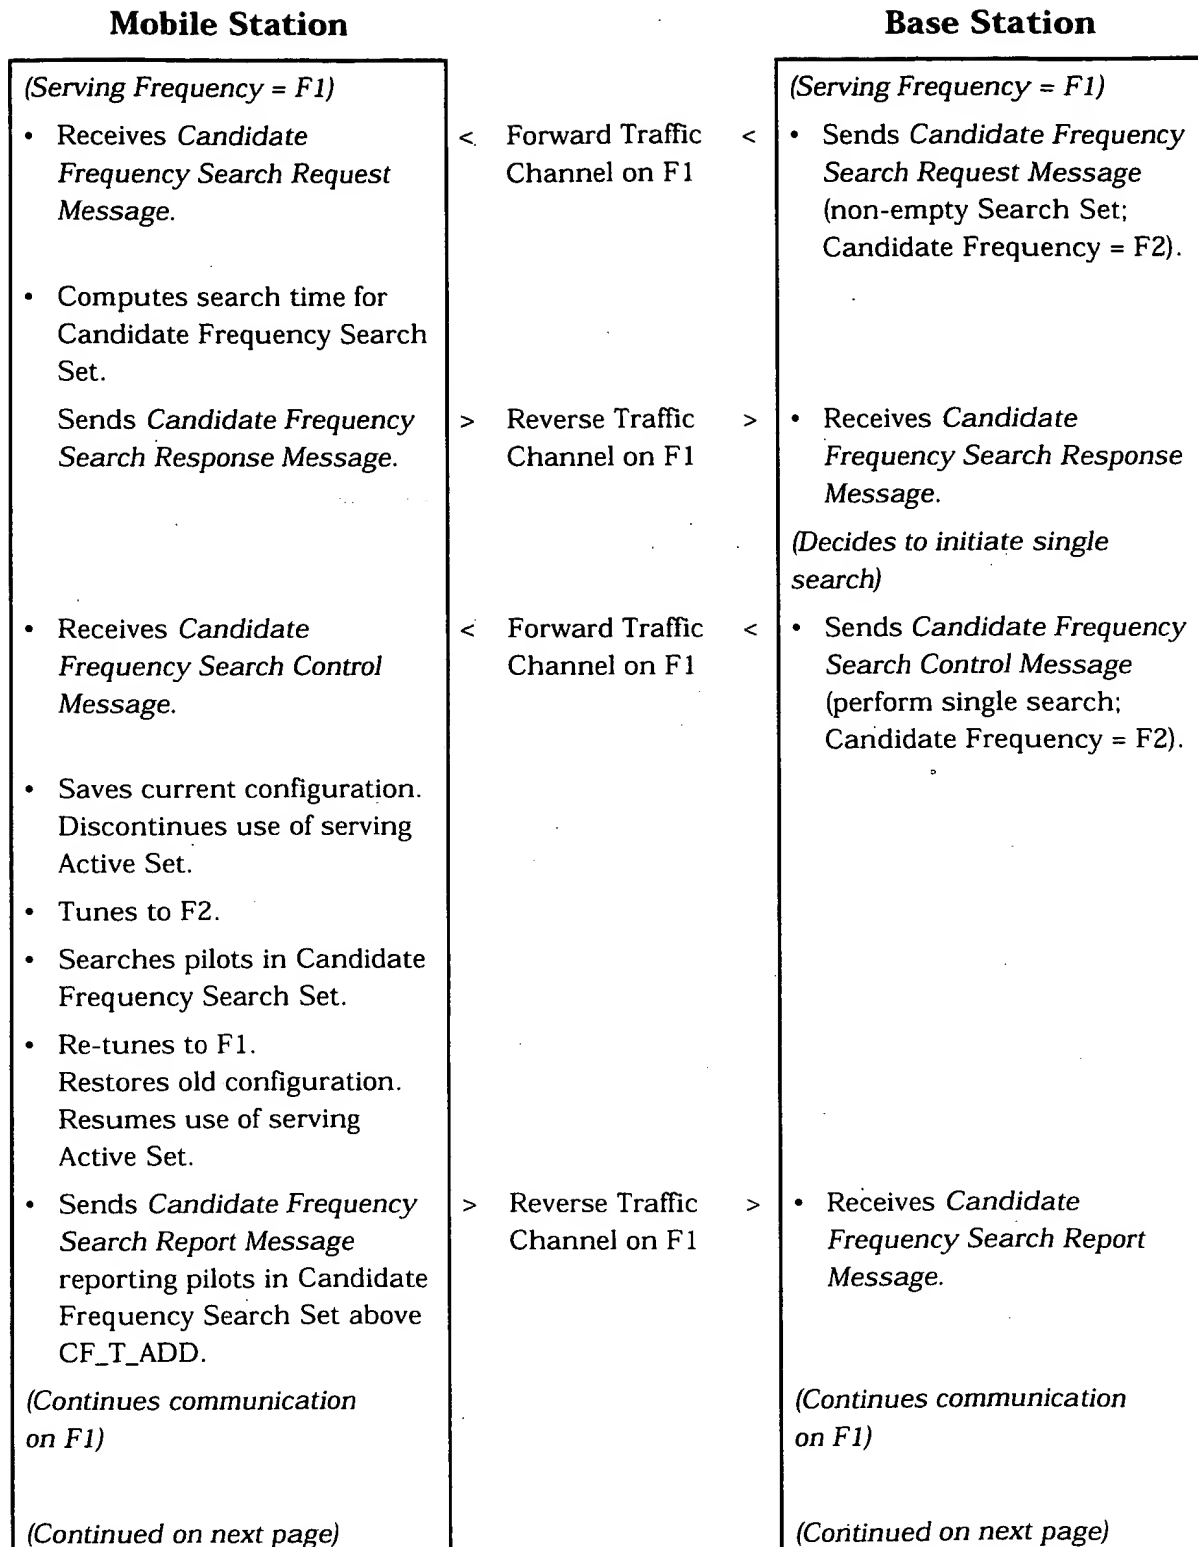 Mobile Station
Base Station
(Serving Frequency = F1)
(Serving Frequency = F1)
• Receives Candidate < Forward Traffic < • Sends Candidate Frequency
Frequency Search Request Channel on F1 Search Request Message
Message. (non-empty Search Set;
Candidate Frequency = F2).
• Computes search time for
Candidate Frequency Search
Set.
Sends Candidate Frequency > Reverse Traffic > • Receives Candidate
Search Response Message. Channel on F1 Frequency Search Response
Message.
(Decides to initiate single
search)
• Receives Candidate < Forward Traffic < • Sends Candidate Frequency
Frequency Search Control Channel on F1 Search Control Message
Message. (perform single search;
Candidate Frequency = F2).
• Saves current configuration.
Discontinues use of serving
Active Set.
• Tunes to F2.
• Searches pilots in Candidate
Frequency Search Set.
• Re-tunes to F1.
Restores old configuration.
Resumes use of serving
Active Set.
• Sends Candidate Frequency > Reverse Traffic > • Receives Candidate
Search Report Message Channel on F1 Frequency Search Report
reporting pilots in Candidate Message.
Frequency Search Set above
CF_T_ADD.
(Continues communication (Continues communication
on F1) on F1)
(Continued on next page) (Continued on next page)